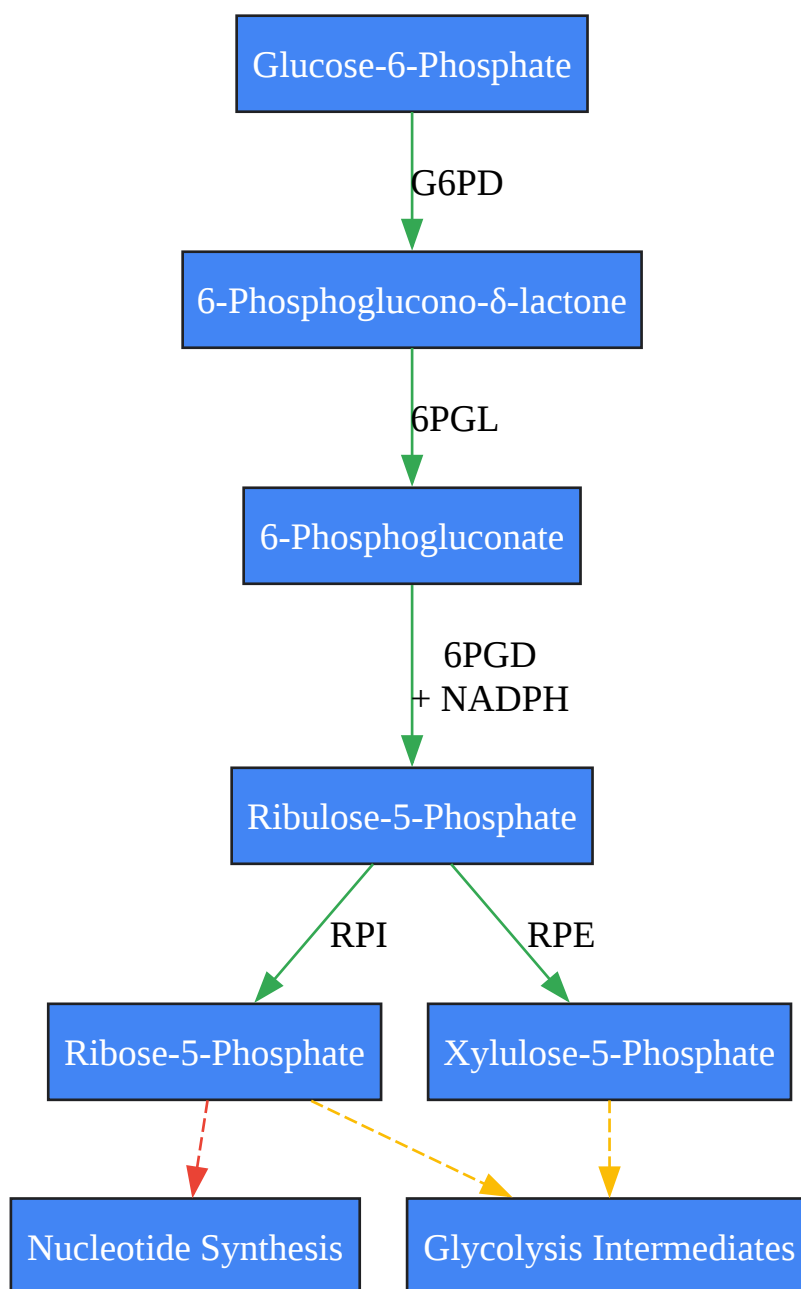 Glucose-6-Phosphate
G6PD
6-Phosphoglucono-δ-lactone
6PGL
6-Phosphogluconate
6PGD
+ NADPH
Ribulose-5-Phosphate
RPI
RPE
Ribose-5-Phosphate
Xylulose-5-Phosphate
Nucleotide Synthesis
Glycolysis Intermediates